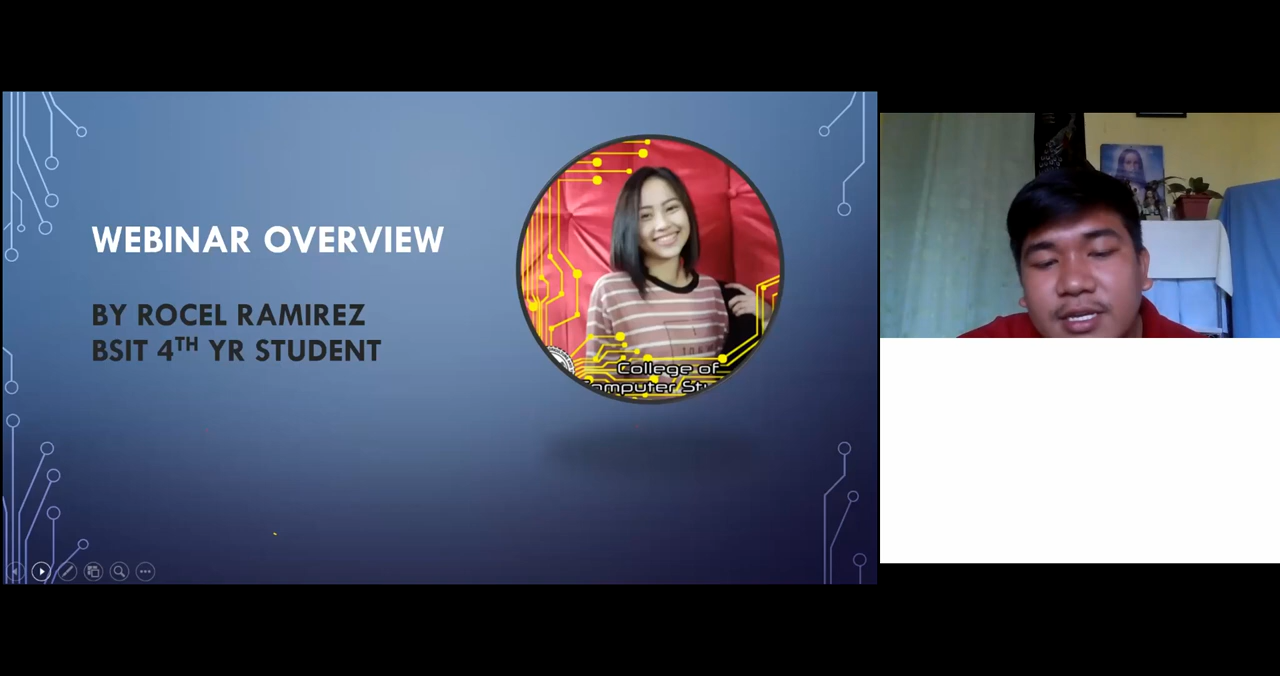 WEBINAR OVERVIEW
BY ROCEL RAMIREZ
BSIT 4TH YR STUDENT
College of